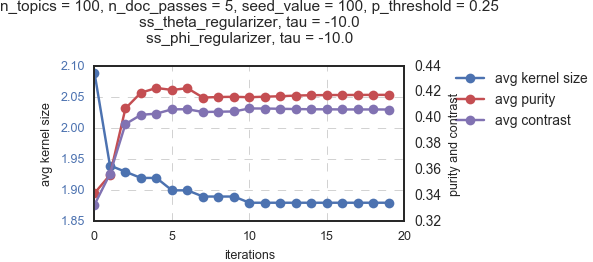 n_topics = 100, n_doc_passes = 5, seed_value = 100, p_threshold = 0.25
ss_theta_regularizer, tau = -10.0
ss_phi_regularizer, tau = -10.0
2.10
2.05
2.00
1.95
1.90
1.85
avg kernel size
0
5
10
15
20
iterations
0.44
0.42
0.40
0.38
0.36
0.34
0.32
purity and contrast
avg kernel size
avg purity
avg contrast